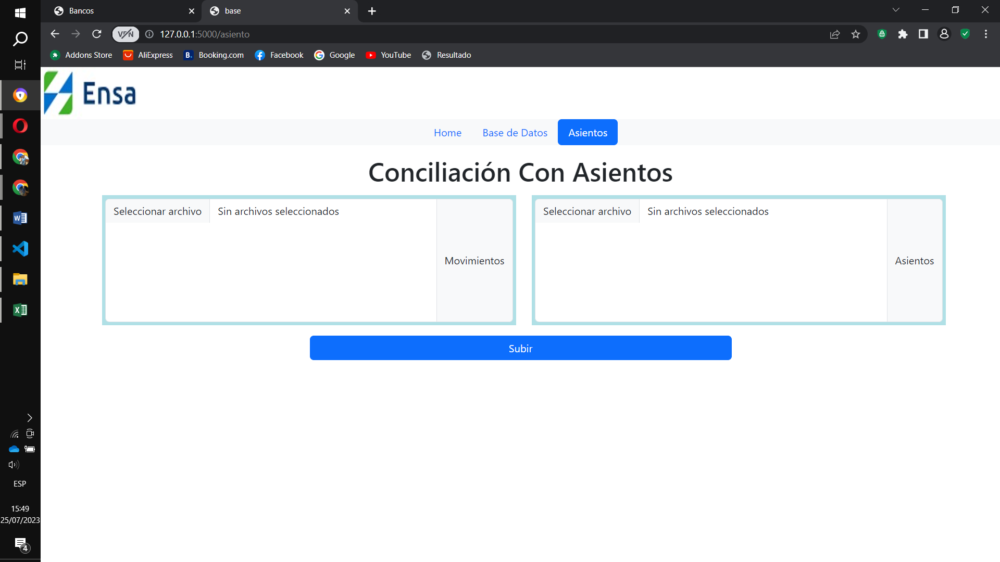 Bancos
base
VPN
127.0.0.1:5000/asiento
Addons Store
AliExpress
B.
Booking.com
Facebook
Google
YouTube
Resultado
Ensa
Home
Base de Datos
Asientos
Conciliación Con Asientos
Seleccionar archivo
Sin archivos seleccionados
Movimientos
Seleccionar archivo
Sin archivos seleccionados
Asientos
Subir
ESP
15:49
25/07/2023
4